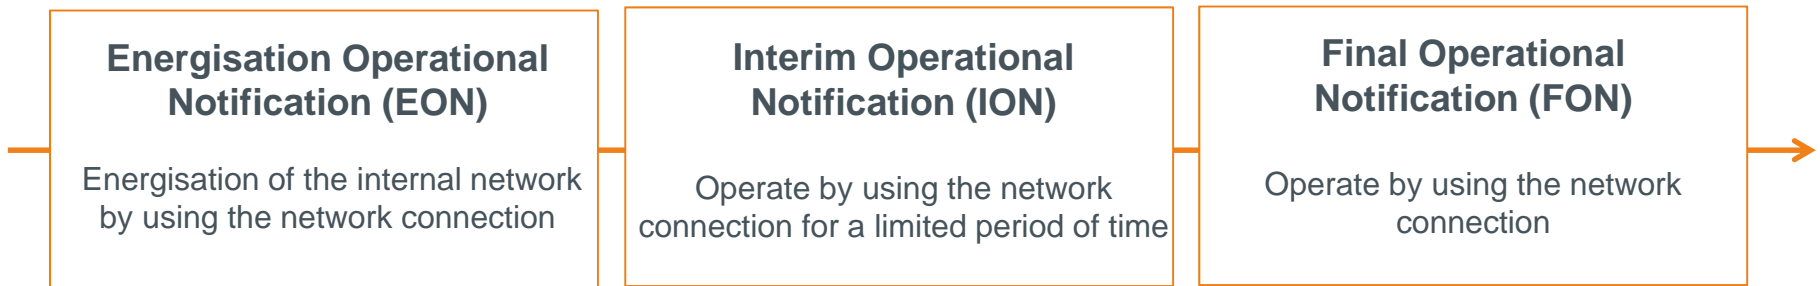 Energisation Operational
Notification (EON)
Energisation of the internal network
by using the network connection
Interim Operational
Notification (ION)
Operate by using the network
connection for a limited period of time
Final Operational
Notification (FON)
Operate by using the network
connection